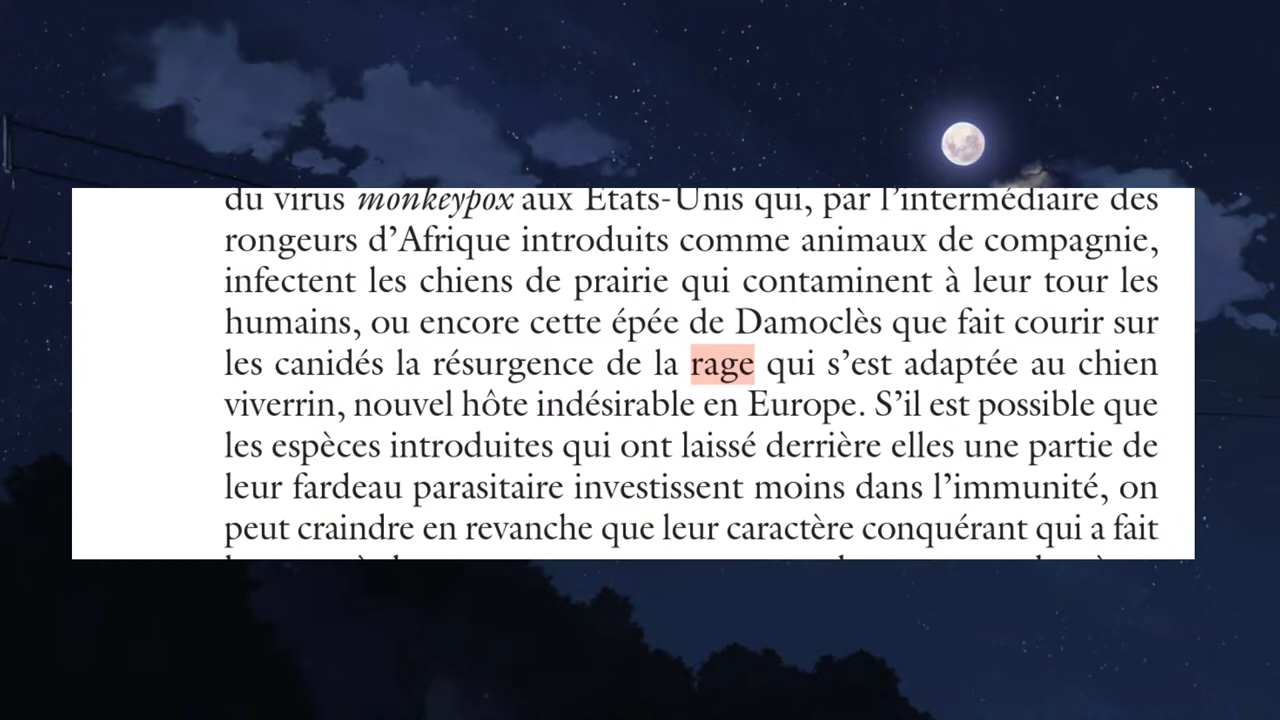 du virus monkeypox aux États-Unis qui, par l’intermédiaire des
rongeurs d’Afrique introduits comme animaux de compagnie,
infectent les chiens de prairie qui contaminent à leur tour les
humains, ou encore cette épée de Damoclès que fait courir sur
les canidés la résurgence de la rage qui s’est adaptée au chien
viverrin, nouvel hôte indésirable en Europe. S’il est possible que
les espèces introduites qui ont laissé derrière elles une partie de
leur fardeau parasitaire investissent moins dans l’immunité, on
peut craindre en revanche que leur caractère conquérant qui a fait